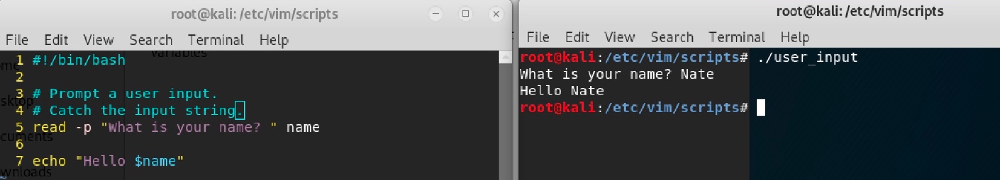 root@kali: /etc/vim/scripts
File Edit View Search Terminal Help
variables
1 #!/bin/bash
2
3 # Prompt a user input.
4 # Catch the input string.
5 read -p "What is your name? " name
6
7 echo "Hello $name"
~
root@kali: /etc/vim/scripts
File Edit View Search Terminal Help
root@kali:/etc/vim/scripts# ./user_input
What is your name? Nate
Hello Nate
root@kali:/etc/vim/scripts#